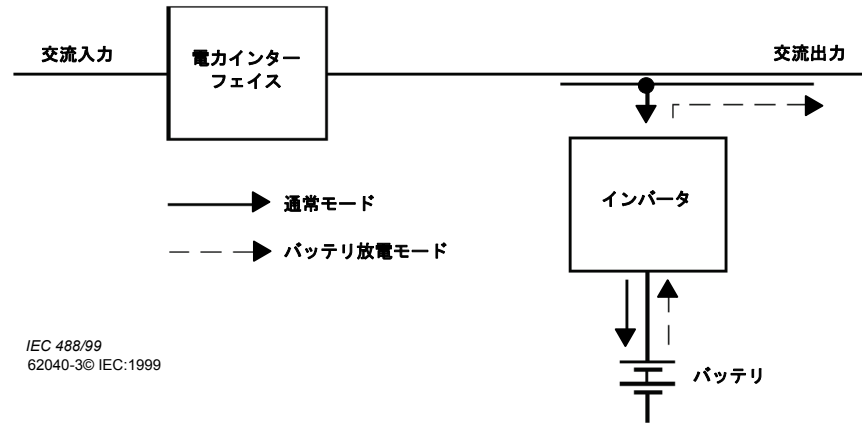 交流入力
電力インター
フェイス
交流出力
インバータ
通常モード
バッテリ放電モード
IEC 488/99
62040-3© IEC:1999
バッテリ